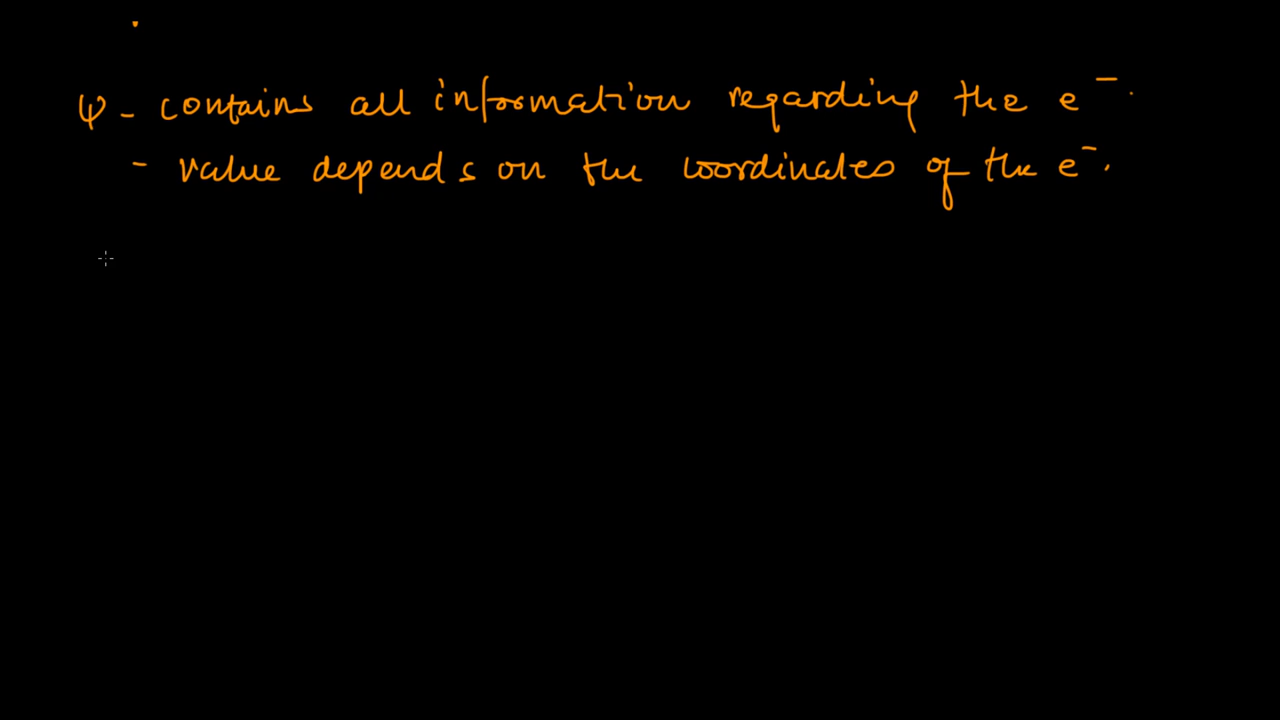 ψ - contains all information regarding the e⁻.
- value depends on the coordinates of the e⁻.